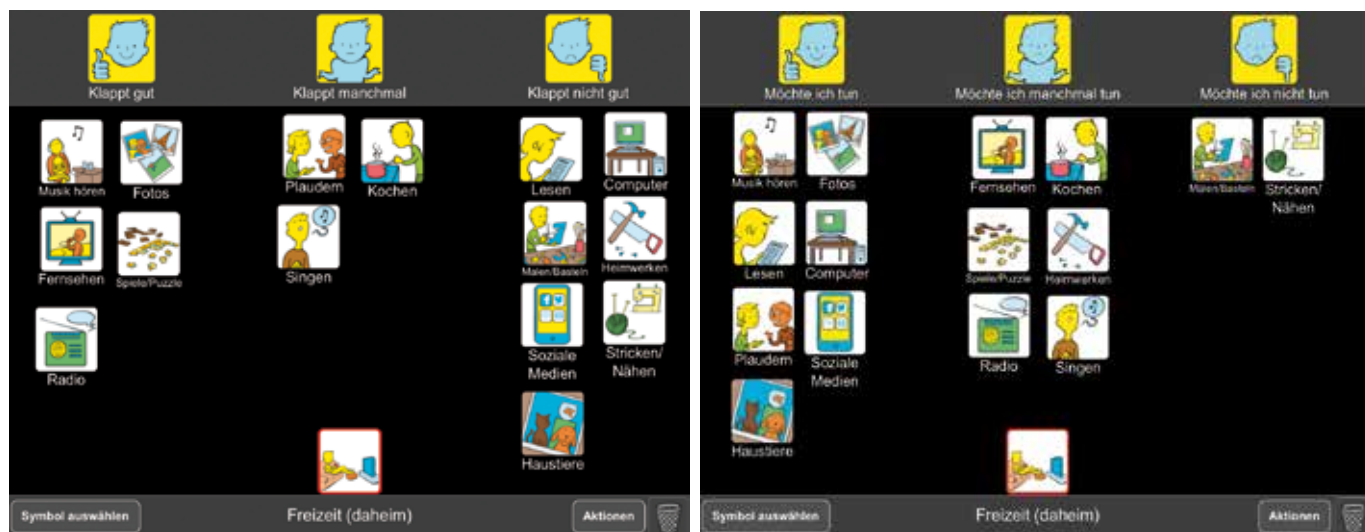 Klappt gut
Klappt manchmal
Klappt nicht gut
Musik hören
Fotos
Plaudern
Kochen
Lesen
Computer
Fernsehen
Spiele/Puzzle
Singen
Malen/Basteln
Heimwerken
Radio
Soziale
Medien
Stricken/
Nähen
Haustiere
Symbol auswählen
Freizeit (daheim)
Aktionen
Möchte ich tun
Möchte ich manchmal tun
Möchte ich nicht tun
Musik hören
Fotos
Fernsehen
Kochen
Malen/Basteln
Stricken/
Nähen
Lesen
Computer
Spiele/Puzzle
Heimwerken
Plaudern
Soziale
Medien
Radio
Singen
Haustiere
Symbol auswählen
Freizeit (daheim)
Aktionen